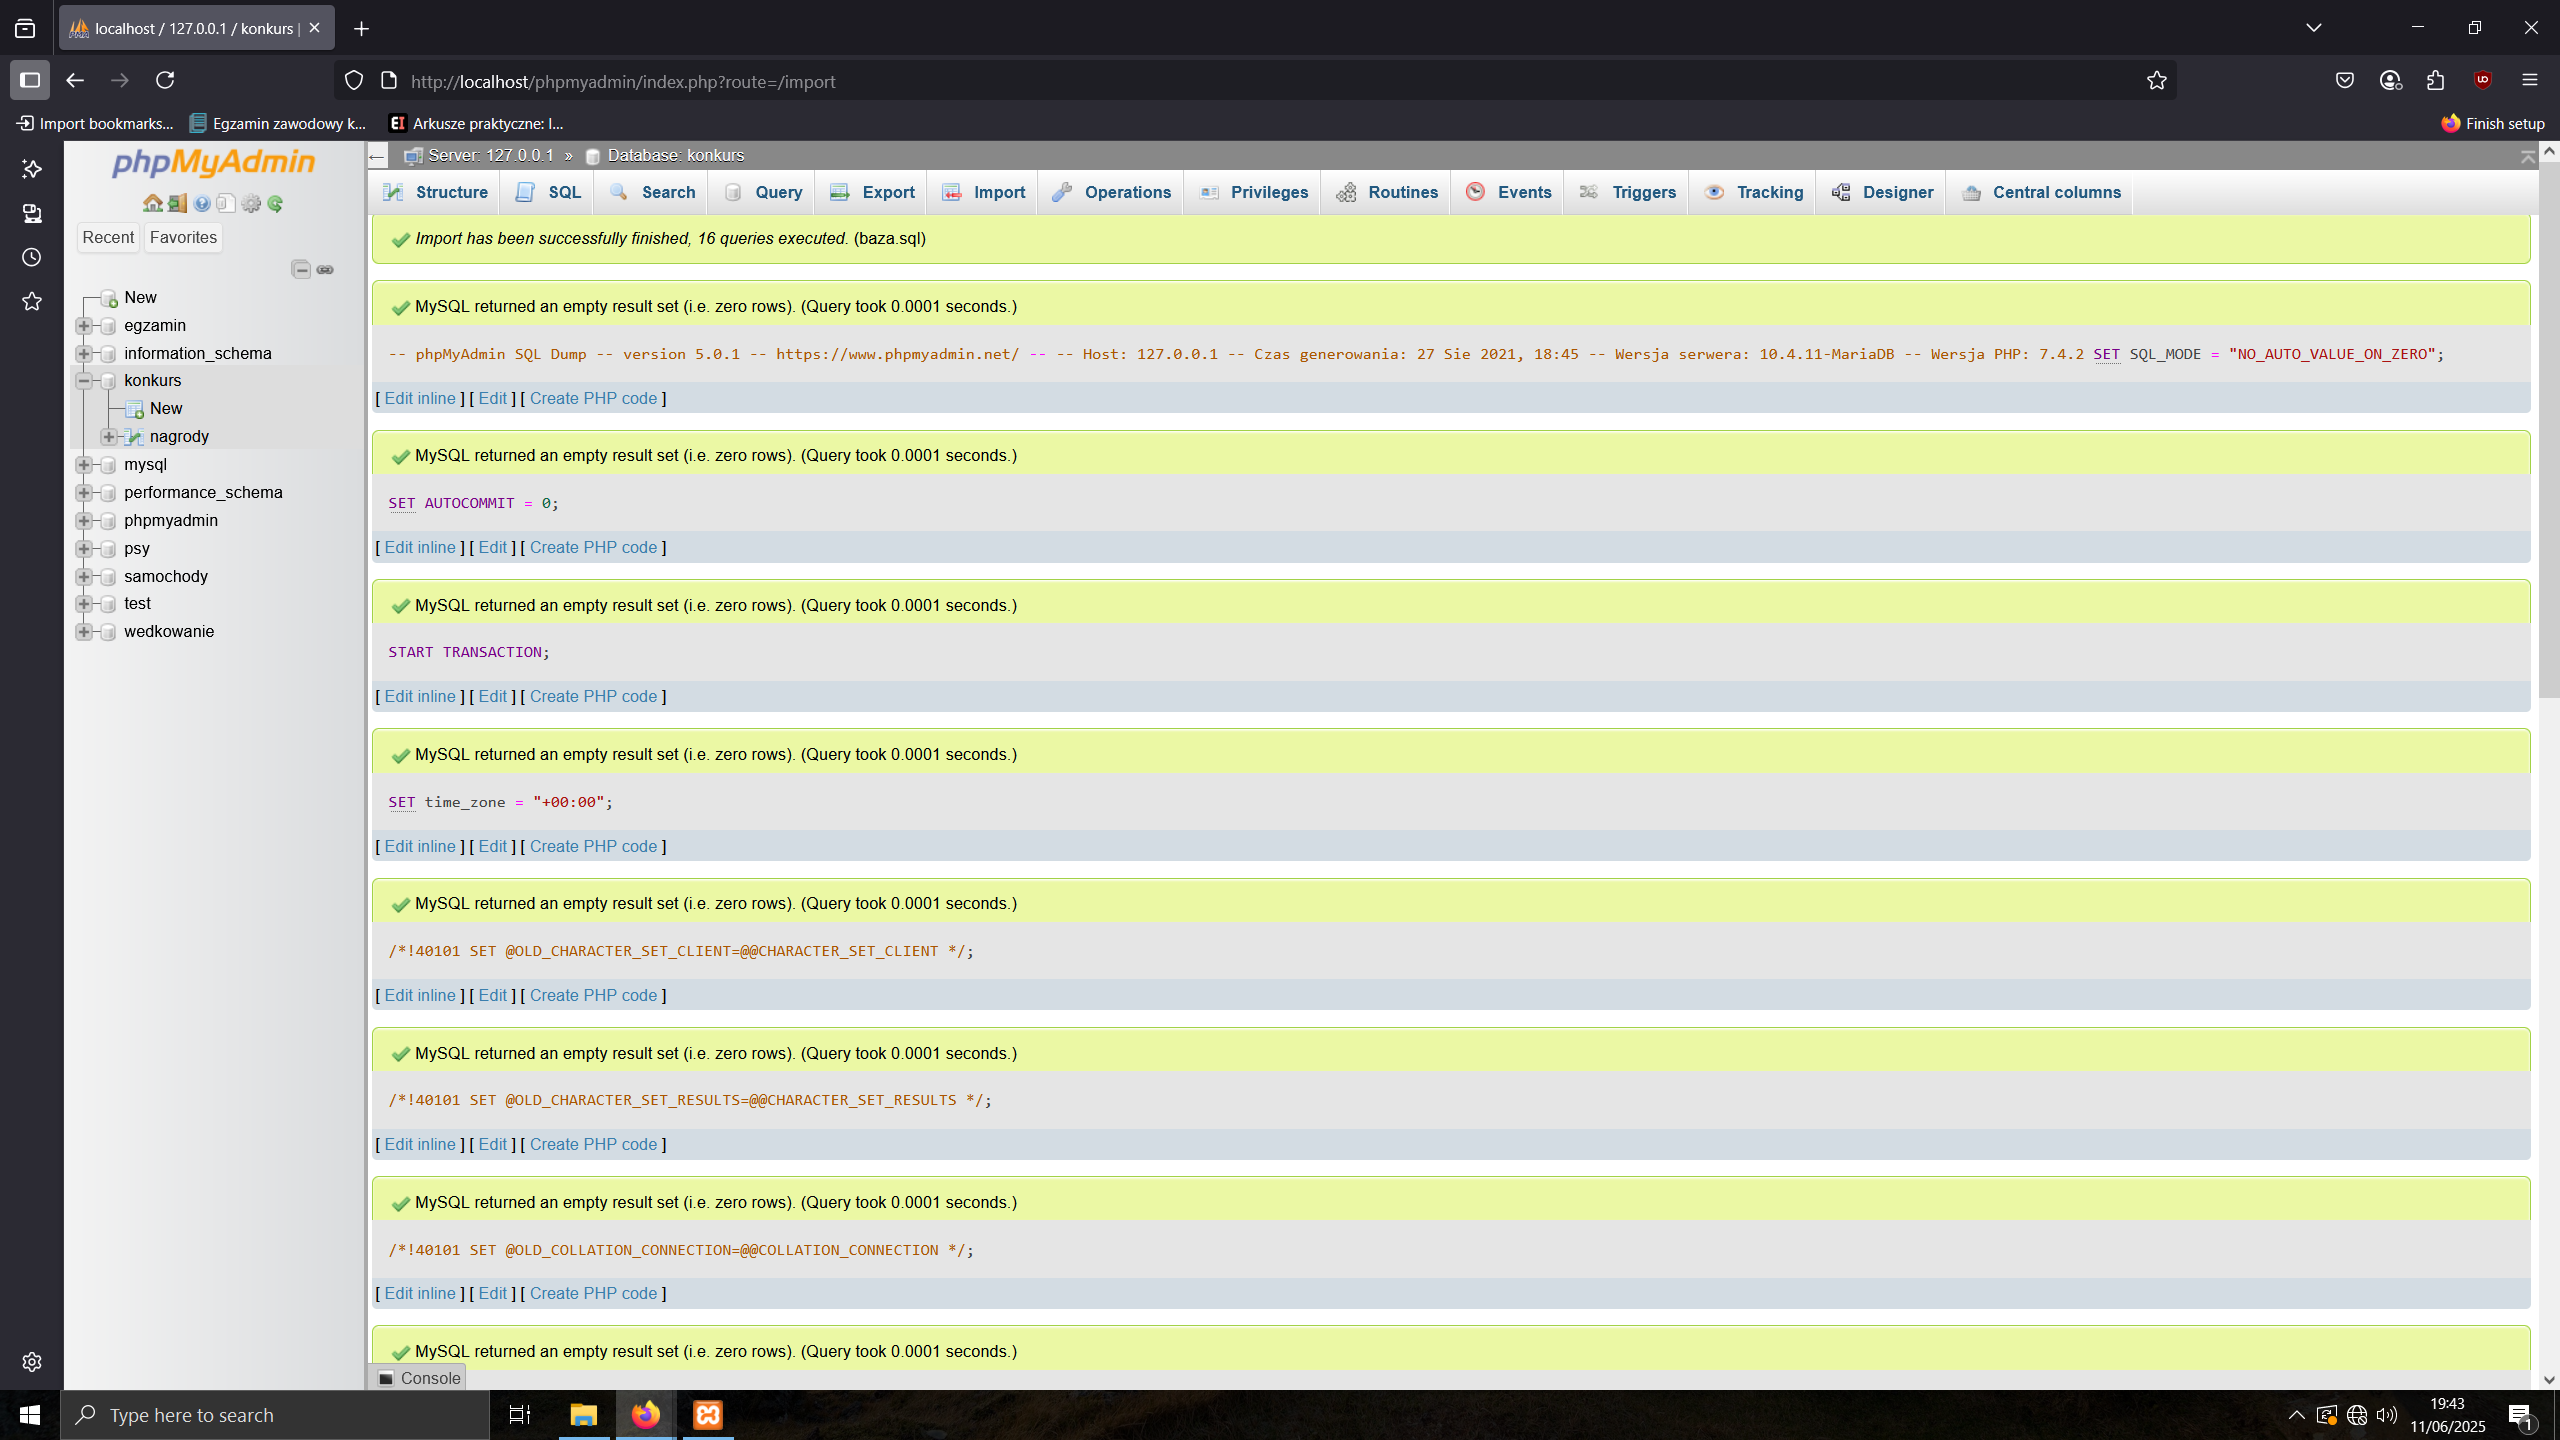 localhost / 127.0.0.1 / konkurs |
http://localhost/phpmyadmin/index.php?route=/import
Import bookmarks...
Egzamin zawodowy k...
EI Arkusze praktyczne: I...
Finish setup
phpMyAdmin
Recent
Favorites
New
egzamin
information_schema
konkurs
New
nagrody
mysql
performance_schema
phpmyadmin
psy
samochody
test
wedkowanie
Server: 127.0.0.1 » Database: konkurs
Structure SQL Search Query Export Import Operations Privileges Routines Events Triggers Tracking Designer Central columns
Import has been successfully finished, 16 queries executed. (baza.sql)
MySQL returned an empty result set (i.e. zero rows). (Query took 0.0001 seconds.)
-- phpMyAdmin SQL Dump -- version 5.0.1 -- https://www.phpmyadmin.net/ -- -- Host: 127.0.0.1 -- Czas generowania: 27 Sie 2021, 18:45 -- Wersja serwera: 10.4.11-MariaDB -- Wersja PHP: 7.4.2 SET SQL_MODE = "NO_AUTO_VALUE_ON_ZERO";
[ Edit inline ] [ Edit ] [ Create PHP code ]
MySQL returned an empty result set (i.e. zero rows). (Query took 0.0001 seconds.)
SET AUTOCOMMIT = 0;
[ Edit inline ] [ Edit ] [ Create PHP code ]
MySQL returned an empty result set (i.e. zero rows). (Query took 0.0001 seconds.)
START TRANSACTION;
[ Edit inline ] [ Edit ] [ Create PHP code ]
MySQL returned an empty result set (i.e. zero rows). (Query took 0.0001 seconds.)
SET time_zone = "+00:00";
[ Edit inline ] [ Edit ] [ Create PHP code ]
MySQL returned an empty result set (i.e. zero rows). (Query took 0.0001 seconds.)
/*!40101 SET @OLD_CHARACTER_SET_CLIENT=@@CHARACTER_SET_CLIENT */;
[ Edit inline ] [ Edit ] [ Create PHP code ]
MySQL returned an empty result set (i.e. zero rows). (Query took 0.0001 seconds.)
/*!40101 SET @OLD_CHARACTER_SET_RESULTS=@@CHARACTER_SET_RESULTS */;
[ Edit inline ] [ Edit ] [ Create PHP code ]
MySQL returned an empty result set (i.e. zero rows). (Query took 0.0001 seconds.)
/*!40101 SET @OLD_COLLATION_CONNECTION=@@COLLATION_CONNECTION */;
[ Edit inline ] [ Edit ] [ Create PHP code ]
MySQL returned an empty result set (i.e. zero rows). (Query took 0.0001 seconds.)
Console
Type here to search
19:43
11/06/2025
1